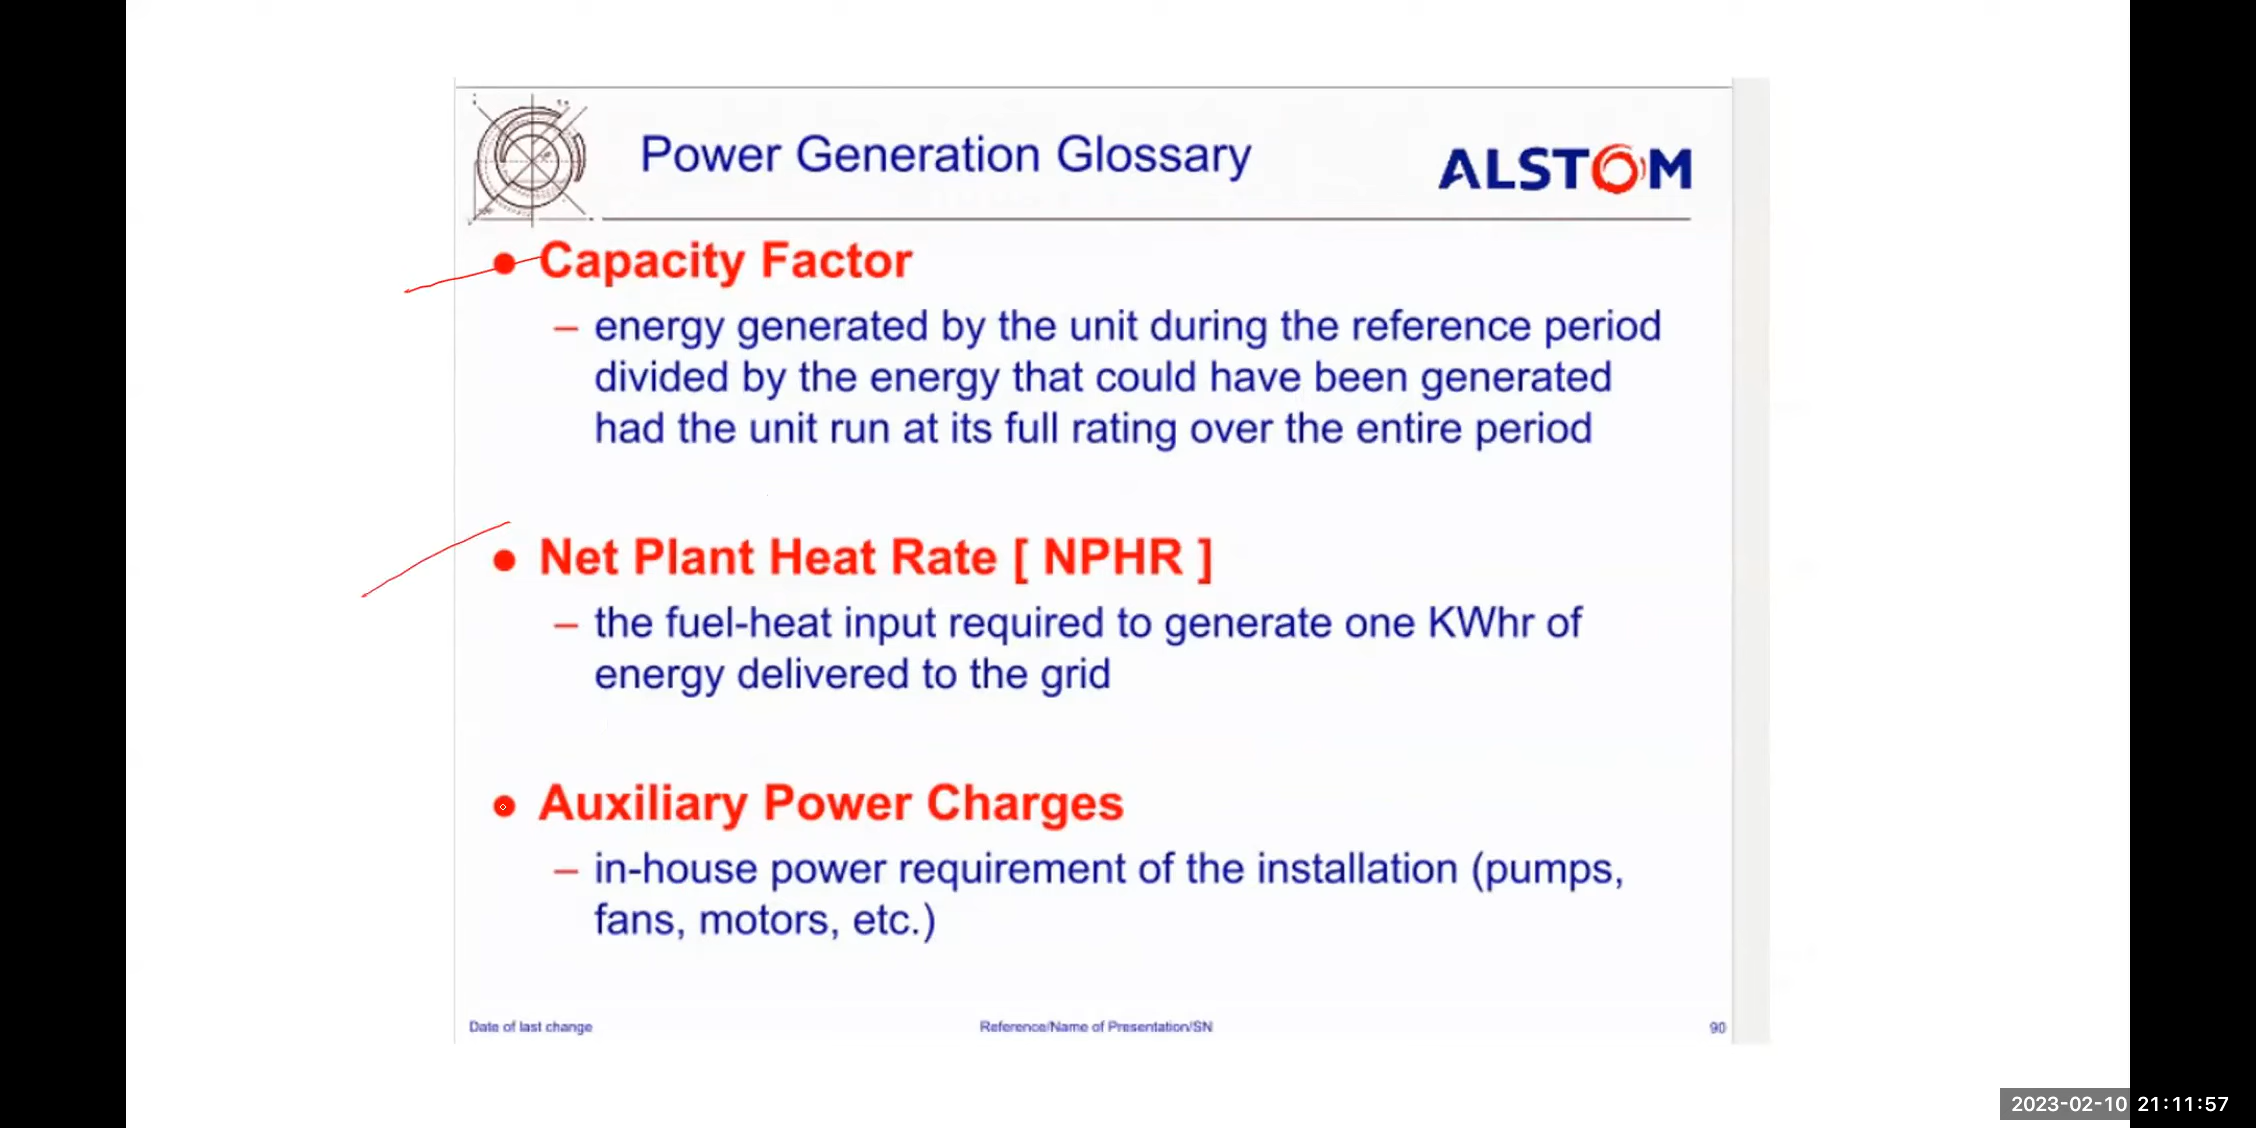 Power Generation Glossary
ALSTOM
• Capacity Factor
– energy generated by the unit during the reference period
divided by the energy that could have been generated
had the unit run at its full rating over the entire period
• Net Plant Heat Rate [ NPHR ]
– the fuel-heat input required to generate one KWhr of
energy delivered to the grid
• Auxiliary Power Charges
– in-house power requirement of the installation (pumps,
fans, motors, etc.)
Date of last change
Reference/Name of Presentation/SN
90
2023-02-10 21:11:57